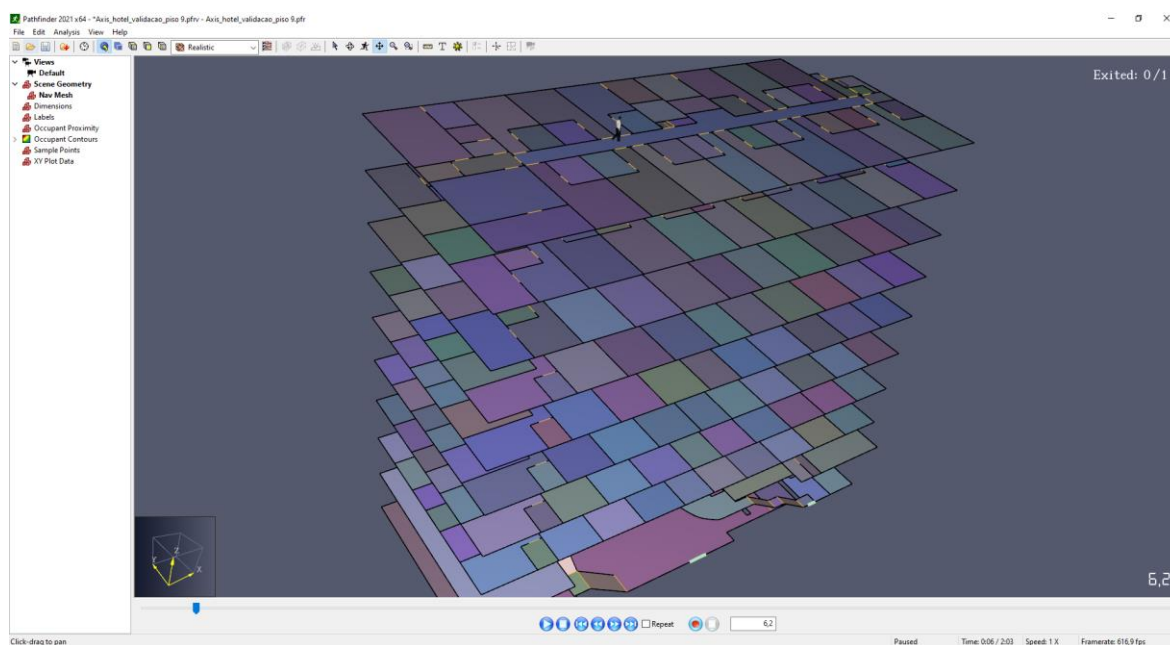 Pathfinder 2021 x64 - *Axis_hotel_validacao_piso 9.pfrv - Axis_hotel_validacao_piso 9.pfr
File Edit Analysis View Help
Realistic
Views
Default
Scene Geometry
Nav Mesh
Dimensions
Labels
Occupant Proximity
Occupant Contours
Sample Points
XY Plot Data
Exited: 0/1
Z
Y
X
6,2
Repeat
6,2
Click-drag to pan
Paused Time: 0:06 / 2:03 Speed: 1 X Framerate: 616,9 fps